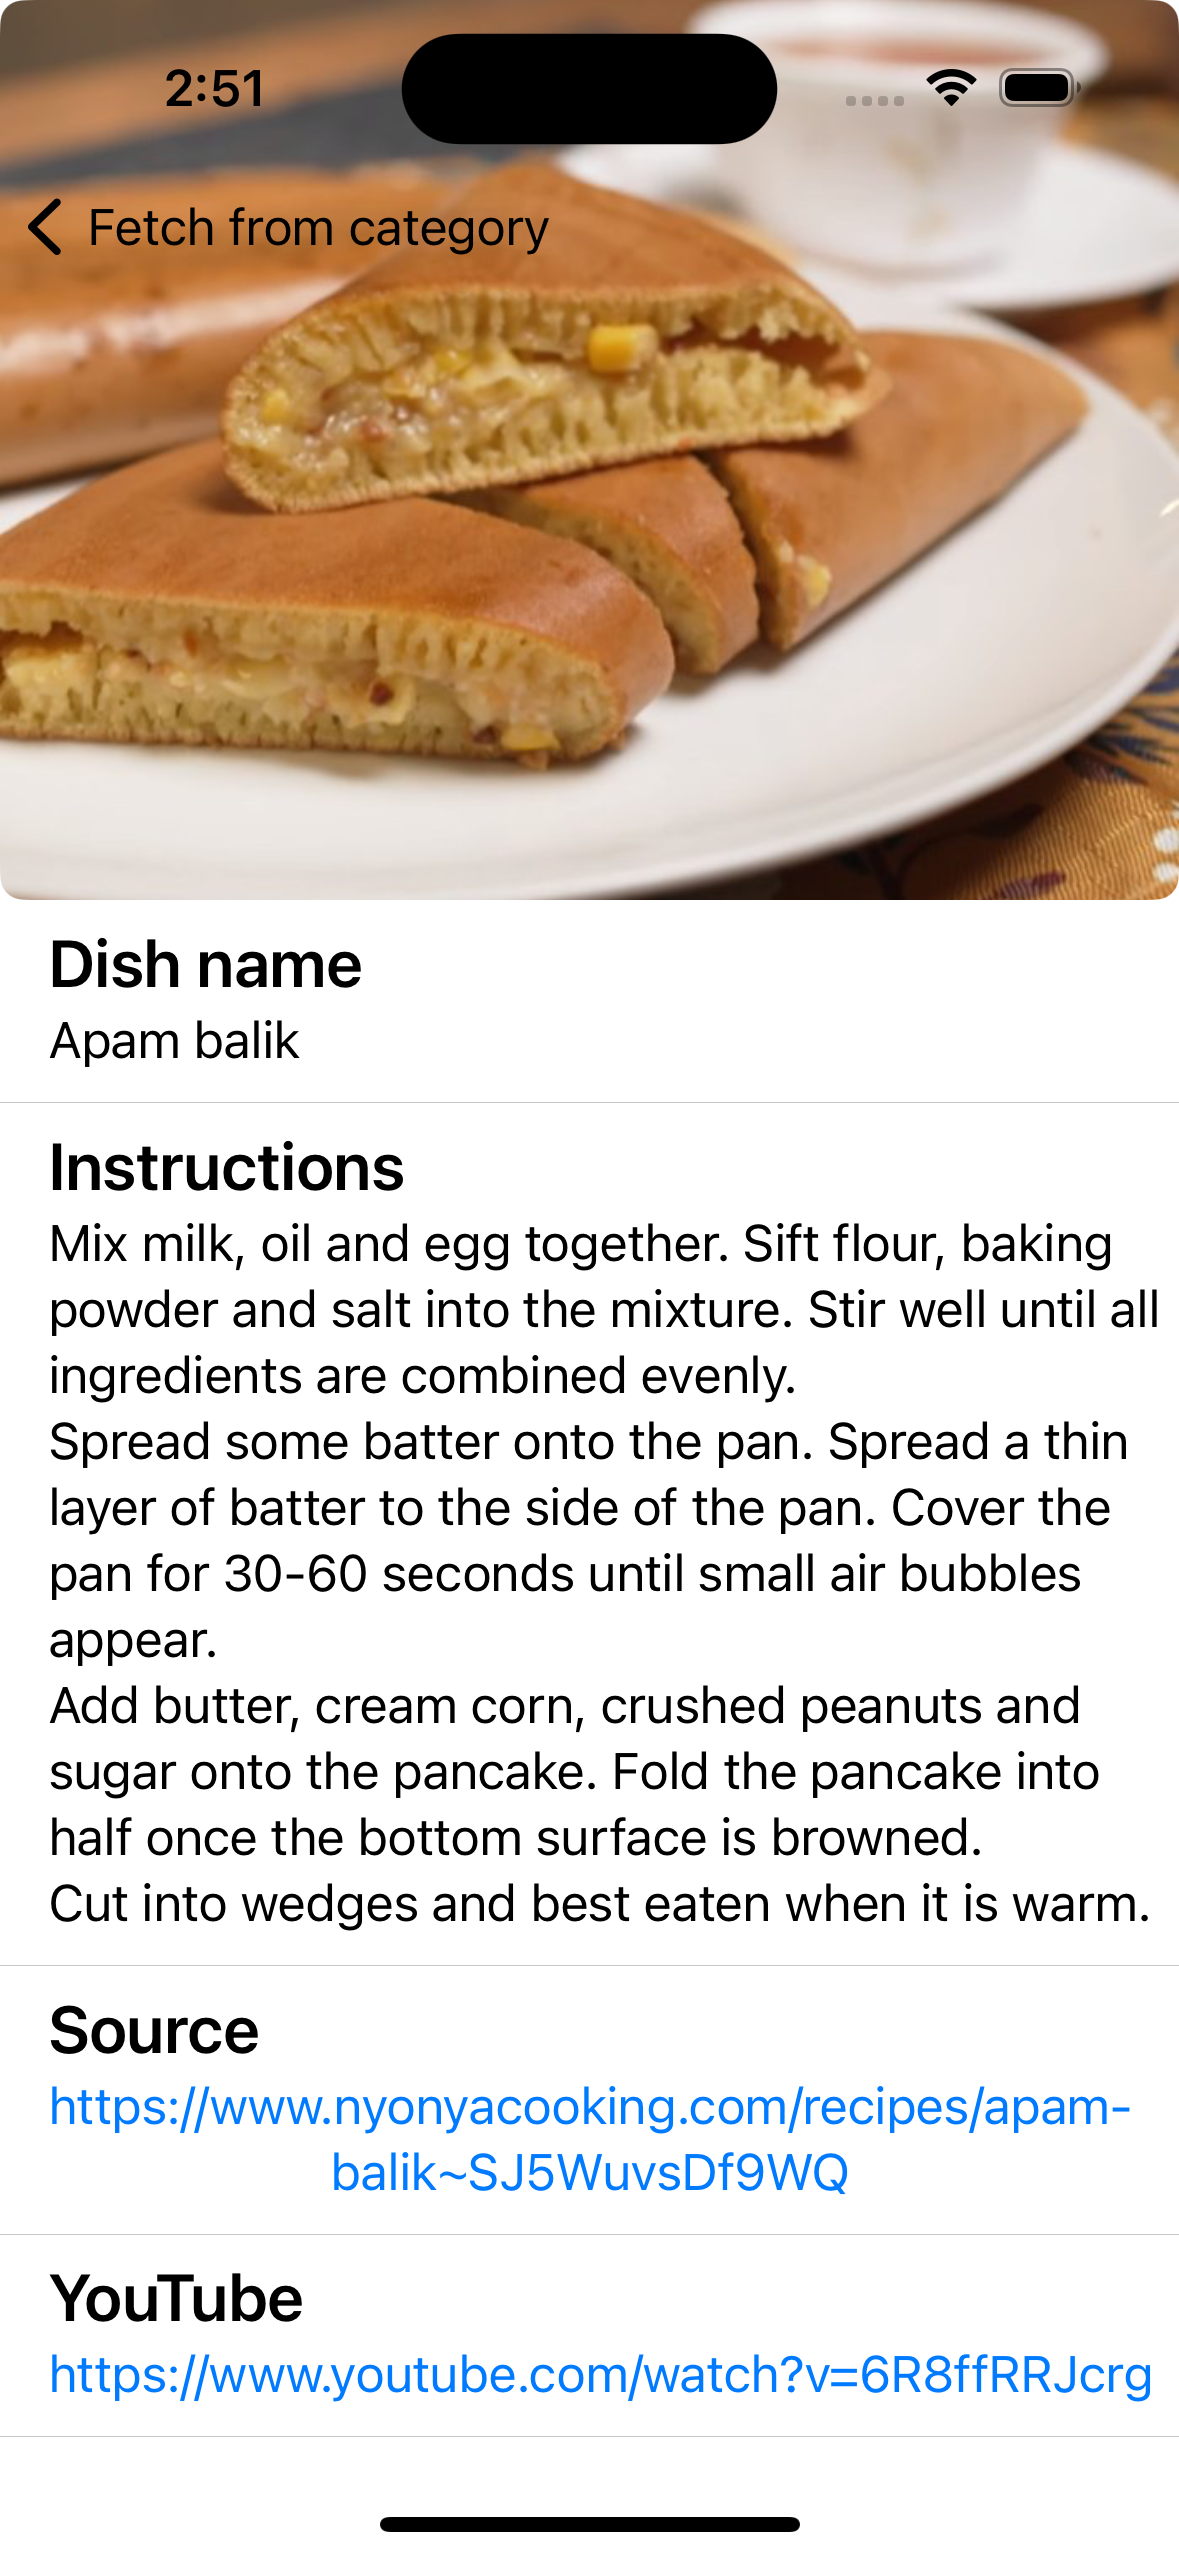 2:51
Fetch from category
Dish name
Apam balik
Instructions
Mix milk, oil and egg together. Sift flour, baking
powder and salt into the mixture. Stir well until all
ingredients are combined evenly.
Spread some batter onto the pan. Spread a thin
layer of batter to the side of the pan. Cover the
pan for 30-60 seconds until small air bubbles
appear.
Add butter, cream corn, crushed peanuts and
sugar onto the pancake. Fold the pancake into
half once the bottom surface is browned.
Cut into wedges and best eaten when it is warm.
Source
https://www.nyonyacooking.com/recipes/apam-
balik~SJ5WuvsDf9WQ
YouTube
https://www.youtube.com/watch?v=6R8ffRRJcrg